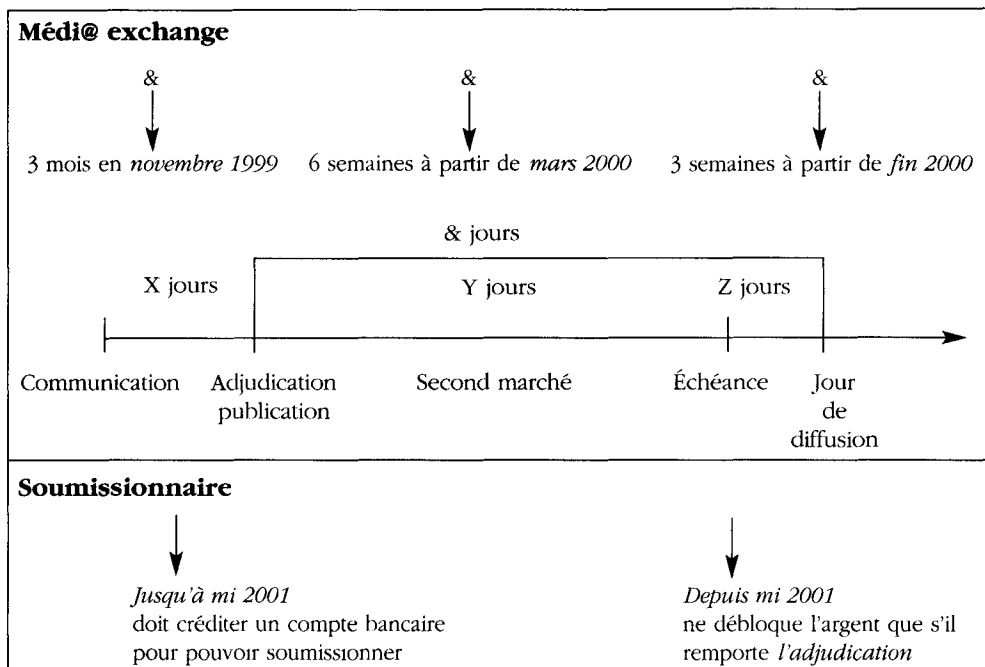 Médi@ exchange
& & &
3 mois en novembre 1999 6 semaines à partir de mars 2000 3 semaines à partir de fin 2000
& jours
X jours Y jours Z jours
Communication Adjudication Second marché Échéance Jour
publication de
diffusion
Soumissionnaire
Jusqu'à mi 2001 Depuis mi 2001
doit créditer un compte bancaire ne débloque l'argent que s'il
pour pouvoir soumissionner remporte l'adjudication